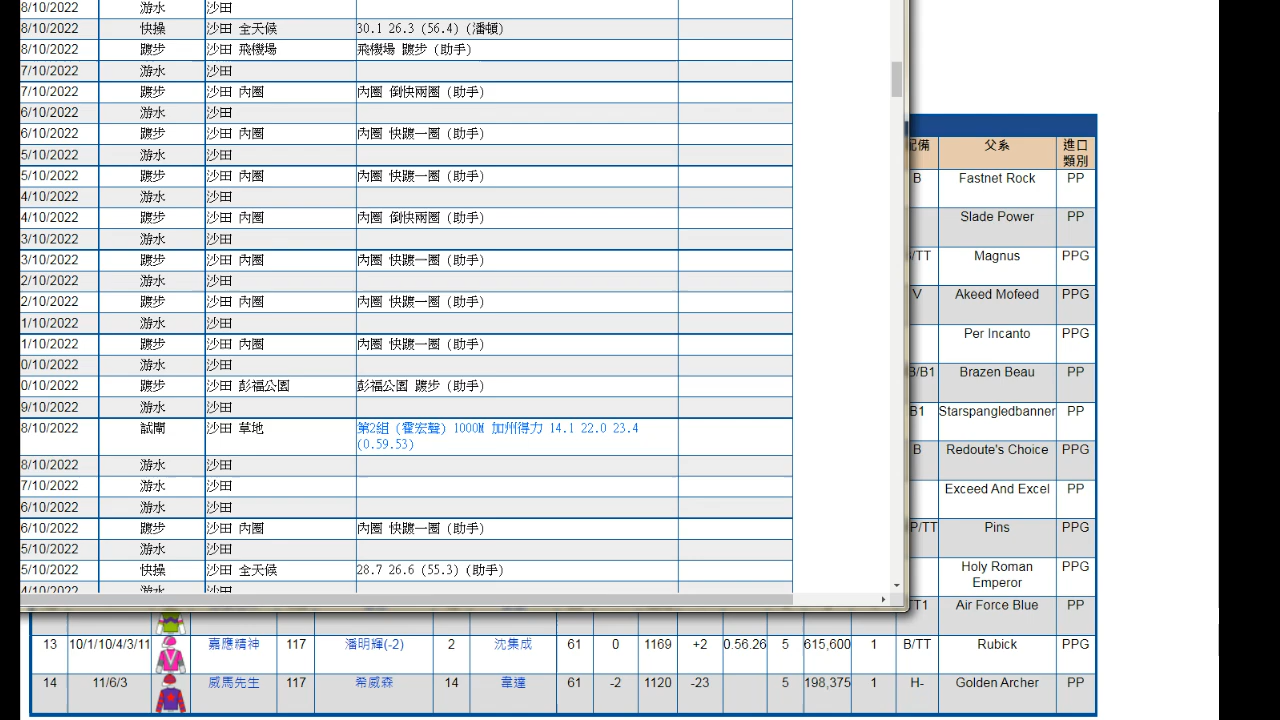 8/10/2022 游水 沙田
8/10/2022 快操 沙田 全天候 30.1 26.3 (56.4) (潘頓)
8/10/2022 踱步 沙田 飛機場 飛機場 踱步 (助手)
7/10/2022 游水 沙田
7/10/2022 踱步 沙田 內圈 內圈 倒快兩圈 (助手)
6/10/2022 游水 沙田
6/10/2022 踱步 沙田 內圈 內圈 快踱一圈 (助手)
5/10/2022 游水 沙田
5/10/2022 踱步 沙田 內圈 內圈 快踱一圈 (助手)
4/10/2022 游水 沙田
4/10/2022 踱步 沙田 內圈 內圈 倒快兩圈 (助手)
3/10/2022 游水 沙田
3/10/2022 踱步 沙田 內圈 內圈 快踱一圈 (助手)
2/10/2022 游水 沙田
2/10/2022 踱步 沙田 內圈 內圈 快踱一圈 (助手)
1/10/2022 游水 沙田
1/10/2022 踱步 沙田 內圈 內圈 快踱一圈 (助手)
0/10/2022 游水 沙田
0/10/2022 踱步 沙田 彭福公園 彭福公園 踱步 (助手)
9/10/2022 游水 沙田
8/10/2022 試閘 沙田 草地 第2組 (霍宏聲) 1000M 加州得力 14.1 22.0 23.4
(0.59.53)
8/10/2022 游水 沙田
7/10/2022 游水 沙田
6/10/2022 游水 沙田
6/10/2022 踱步 沙田 內圈 內圈 快踱一圈 (助手)
5/10/2022 游水 沙田
5/10/2022 快操 沙田 全天候 28.7 26.6 (55.3) (助手)
4/10/2022 游水 沙田
配備 父系 進口
類別
B Fastnet Rock PP
Slade Power PP
/TT Magnus PPG
V Akeed Mofeed PPG
Per Incanto PPG
B/B1 Brazen Beau PP
B1 Starspangledbanner PP
B Redoute's Choice PPG
Exceed And Excel PP
P/TT Pins PPG
Holy Roman PPG
Emperor
TT1 Air Force Blue PP
13 10/1/10/4/3/11 嘉應精神 117 潘明輝(-2) 2 沈集成 61 0 1169 +2 0.56.26 5 615,600 1 B/TT Rubick PPG
14 11/6/3 威馬先生 117 希威森 14 韋達 61 -2 1120 -23 5 198,375 1 H- Golden Archer PP